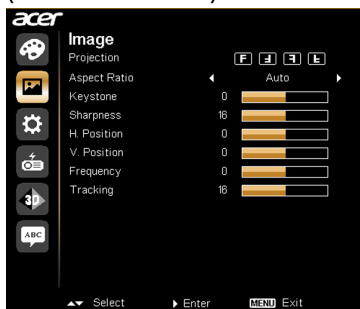 acer
Image
Projection F F F F
Aspect Ratio Auto
Keystone 0
Sharpness 16
H. Position 0
V. Position 0
Frequency 0
Tracking 16
3D
ABC
Select Enter MENU Exit